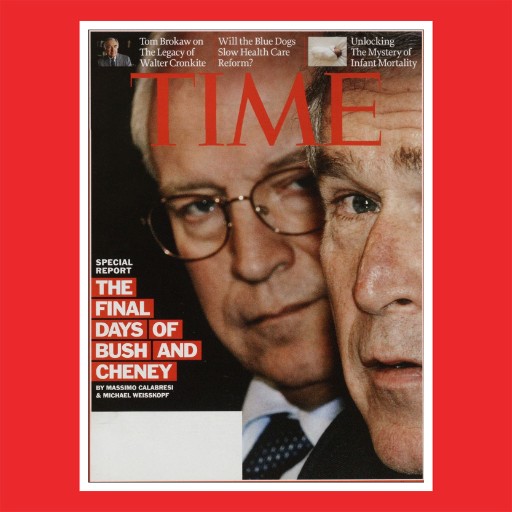 Tom Brokaw on
The Legacy of
Walter Cronkite
Will the Blue Dogs
Slow Health Care
Reform?
Unlocking
The Mystery of
Infant Mortality
TIME
SPECIAL
REPORT
THE
FINAL
DAYS OF
BUSH AND
CHENEY
BY MASSIMO CALABRESI
& MICHAEL WEISSKOPF